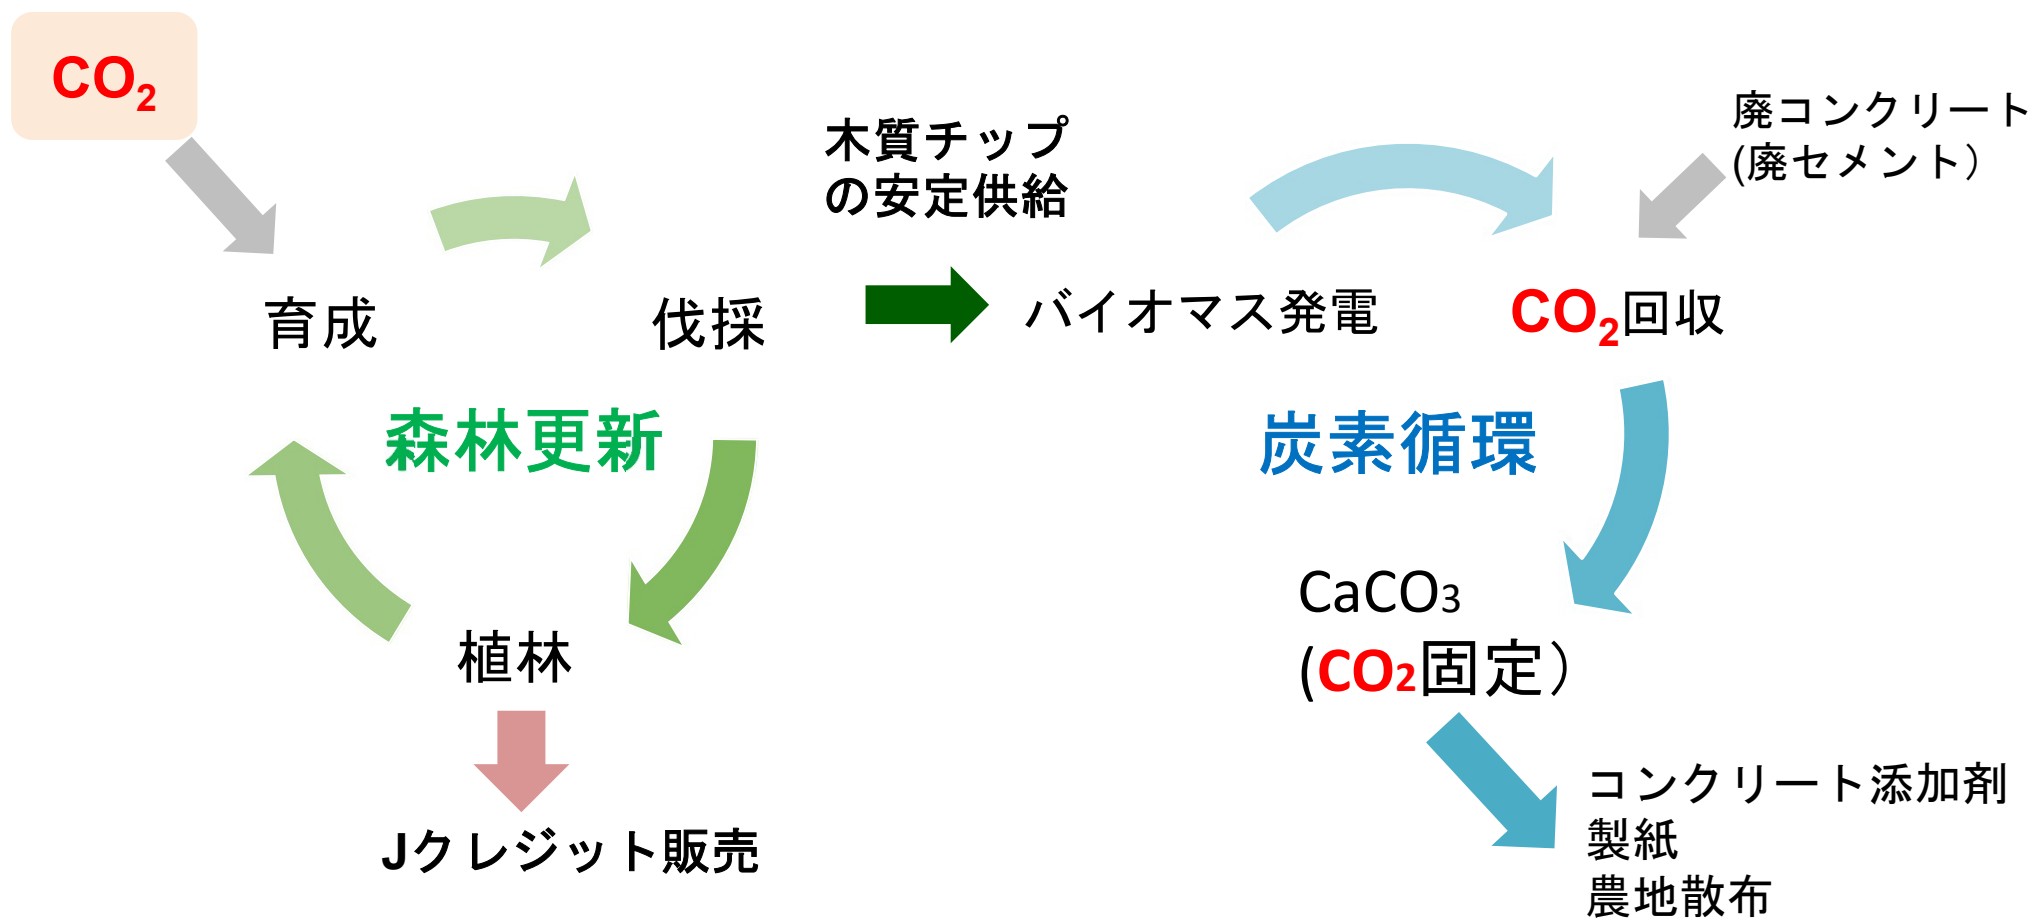 CO₂
木質チップ
の安定供給
廃コンクリート
(廃セメント）
育成
伐採
バイオマス発電
CO₂回収
森林更新
炭素循環
CaCO₃
(CO₂固定）
植林
Jクレジット販売
コンクリート添加剤
製紙
農地散布